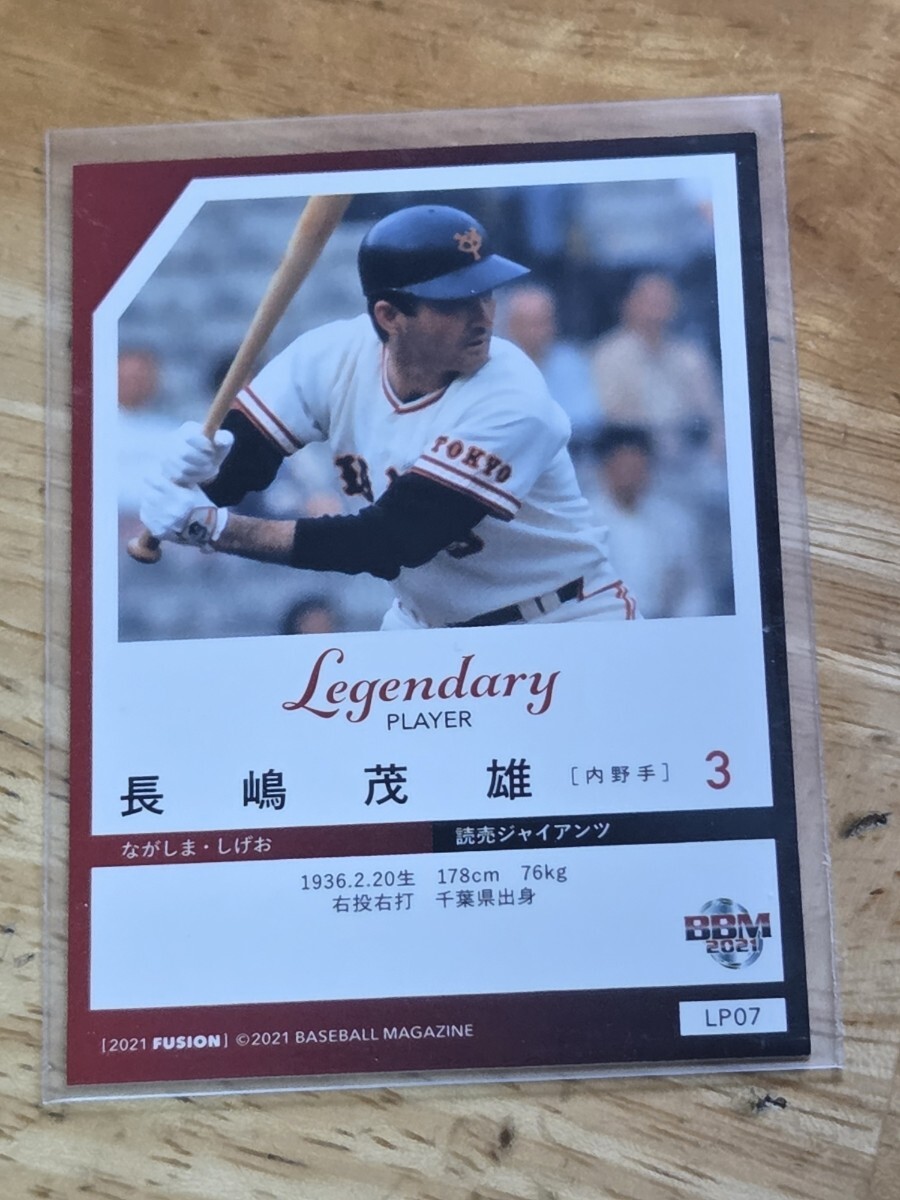 TOKYO
Legendary
PLAYER
長嶋茂雄 [内野手] 3
ながしま・しげお 読売ジャイアンツ
1936.2.20生 178cm 76kg
右投右打 千葉県出身
BBM
2021
LP07
[2021 FUSION] ©2021 BASEBALL MAGAZINE